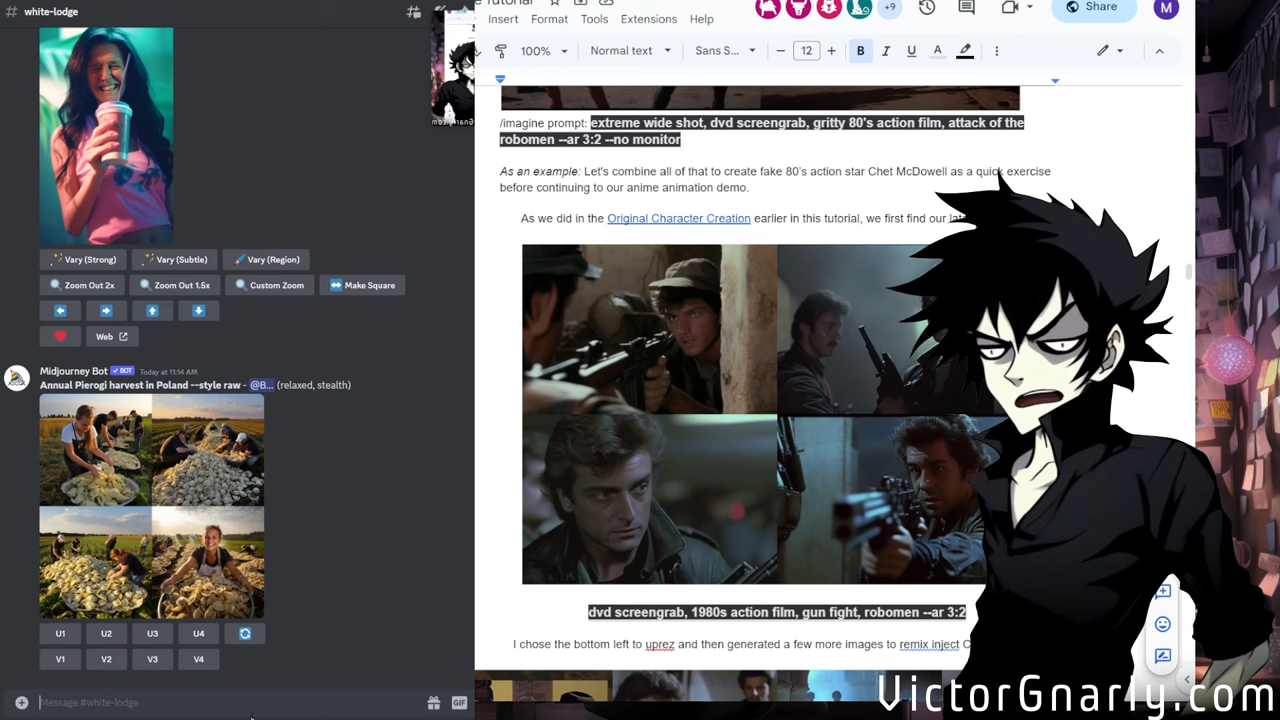 white-lodge
Vary (Strong)
Vary (Subtle)
Vary (Region)
Zoom Out 2x
Zoom Out 1.5x
Custom Zoom
Make Square
Web
Midjourney Bot BOT Today at 11:14 AM
Annual Pierogi harvest in Poland --style raw - @B... (relaxed, stealth)
U1 U2 U3 U4
V1 V2 V3 V4
Message #white-lodge
GIF
Insert Format Tools Extensions Help
+9
Share
M
100%
Normal text
Sans S...
12
B I U A
/imagine prompt: extreme wide shot, dvd screengrab, gritty 80's action film, attack of the
robomen --ar 3:2 --no monitor
As an example: Let's combine all of that to create fake 80's action star Chet McDowell as a quick exercise
before continuing to our anime animation demo.
As we did in the Original Character Creation earlier in this tutorial, we first find our
dvd screengrab, 1980s action film, gun fight, robomen --ar 3:2
I chose the bottom left to uprez and then generated a few more images to remix inject
VictorGnarly.com